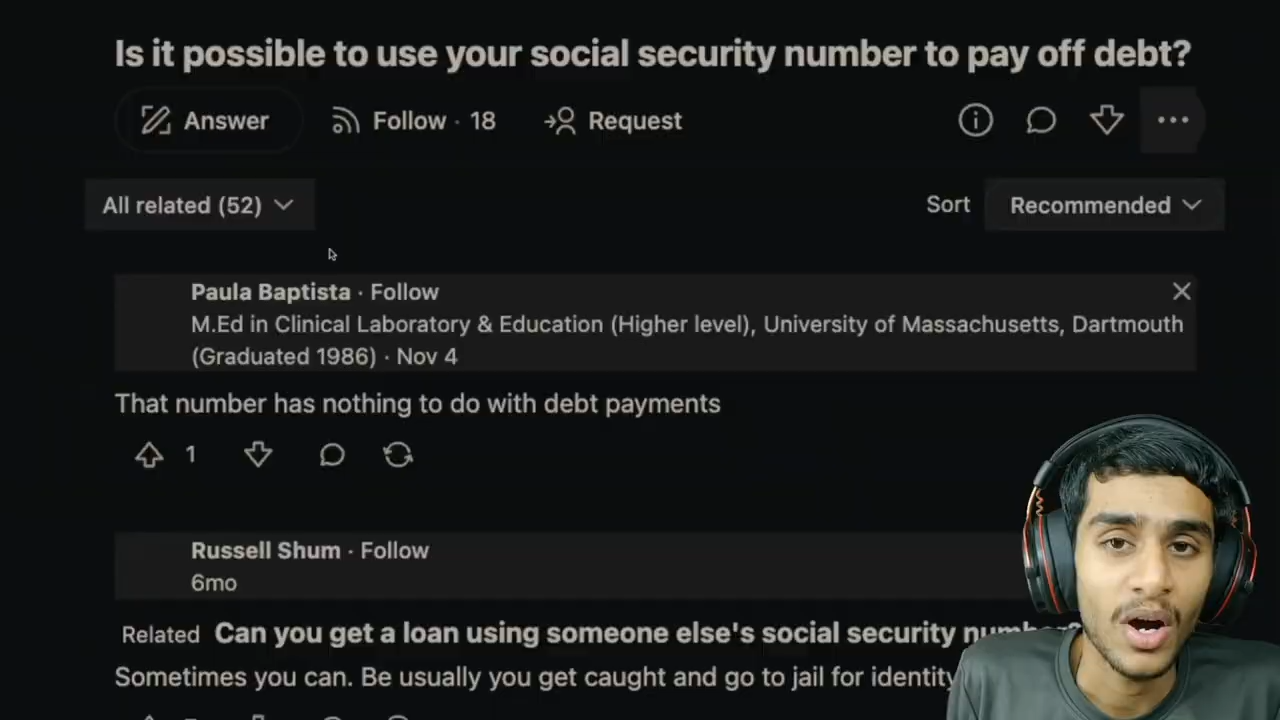 Is it possible to use your social security number to pay off debt?
Answer
Follow · 18
Request
All related (52)
Sort
Recommended
Paula Baptista · Follow
M.Ed in Clinical Laboratory & Education (Higher level), University of Massachusetts, Dartmouth
(Graduated 1986) · Nov 4
That number has nothing to do with debt payments
1
Russell Shum · Follow
6mo
Related Can you get a loan using someone else's social security number?
Sometimes you can. Be usually you get caught and go to jail for identity